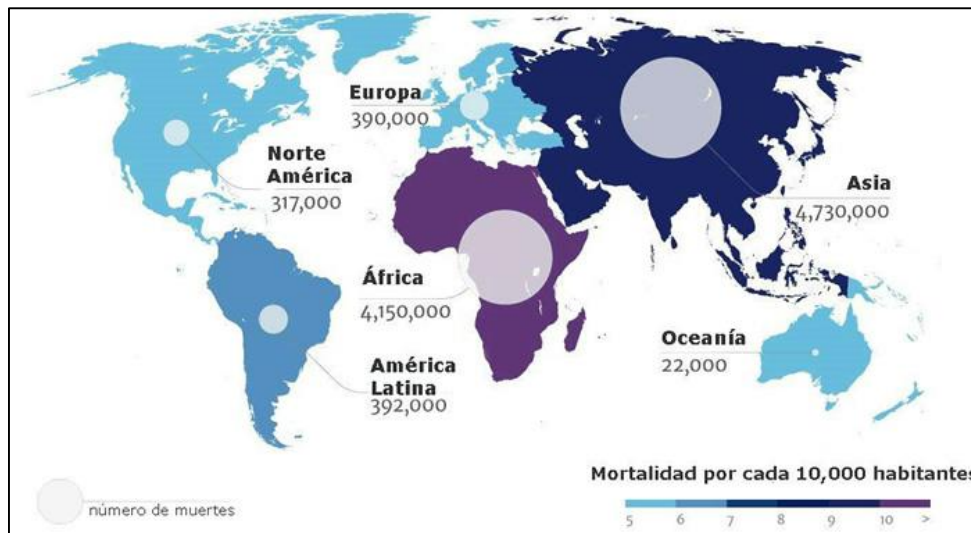 Europa
390,000
Norte
América
317,000
Asia
4,730,000
África
4,150,000
Oceanía
22,000
América
Latina
392,000
Mortalidad por cada 10,000 habitantes
número de muertes
5 6 7 8 9 10 >